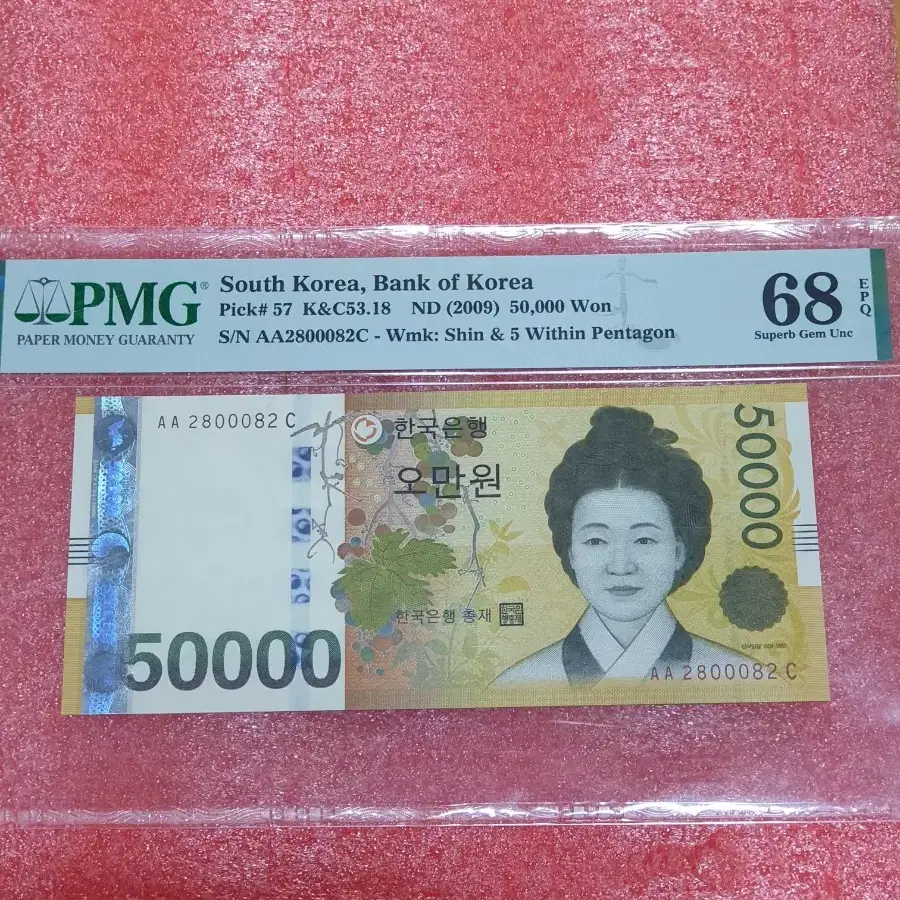 PMG®
PAPER MONEY GUARANTY
South Korea, Bank of Korea
Pick# 57 K&C53.18 ND (2009) 50,000 Won
S/N AA2800082C - Wmk: Shin & 5 Within Pentagon
68
EPQ
Superb Gem Unc
AA 2800082 C
한국은행
오만원
50000
한국은행 총재
50000
AA 2800082 C